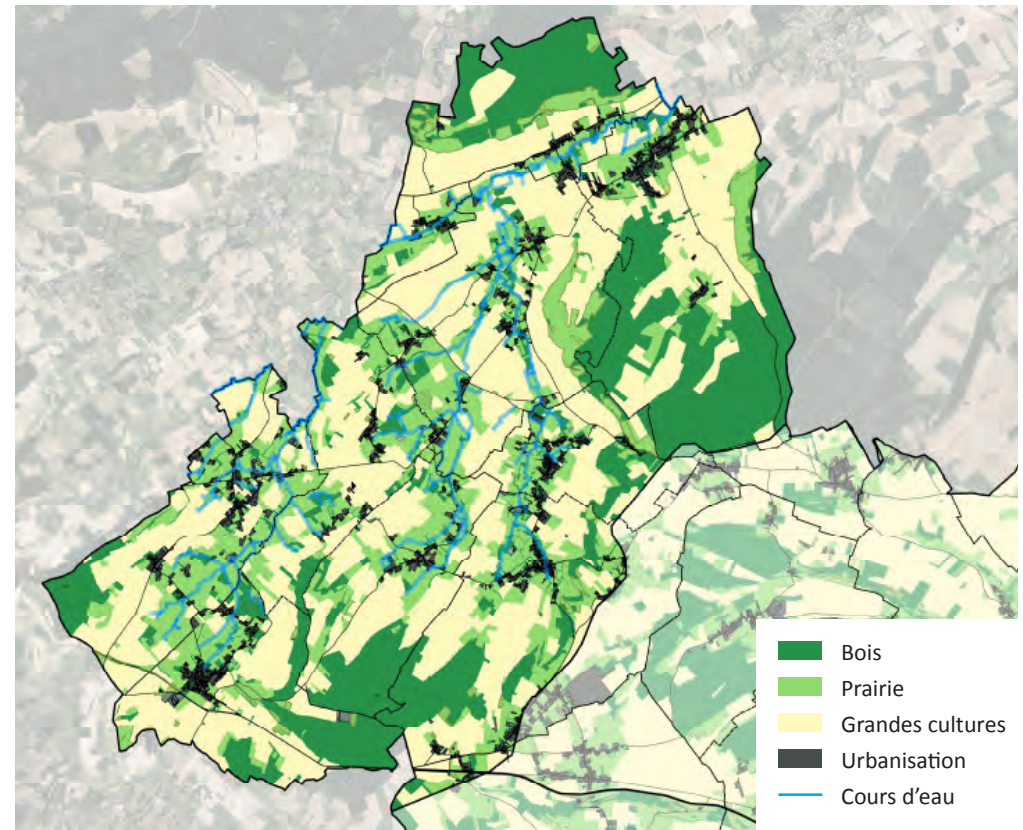 Bois
Prairie
Grandes cultures
Urbanisation
Cours d'eau